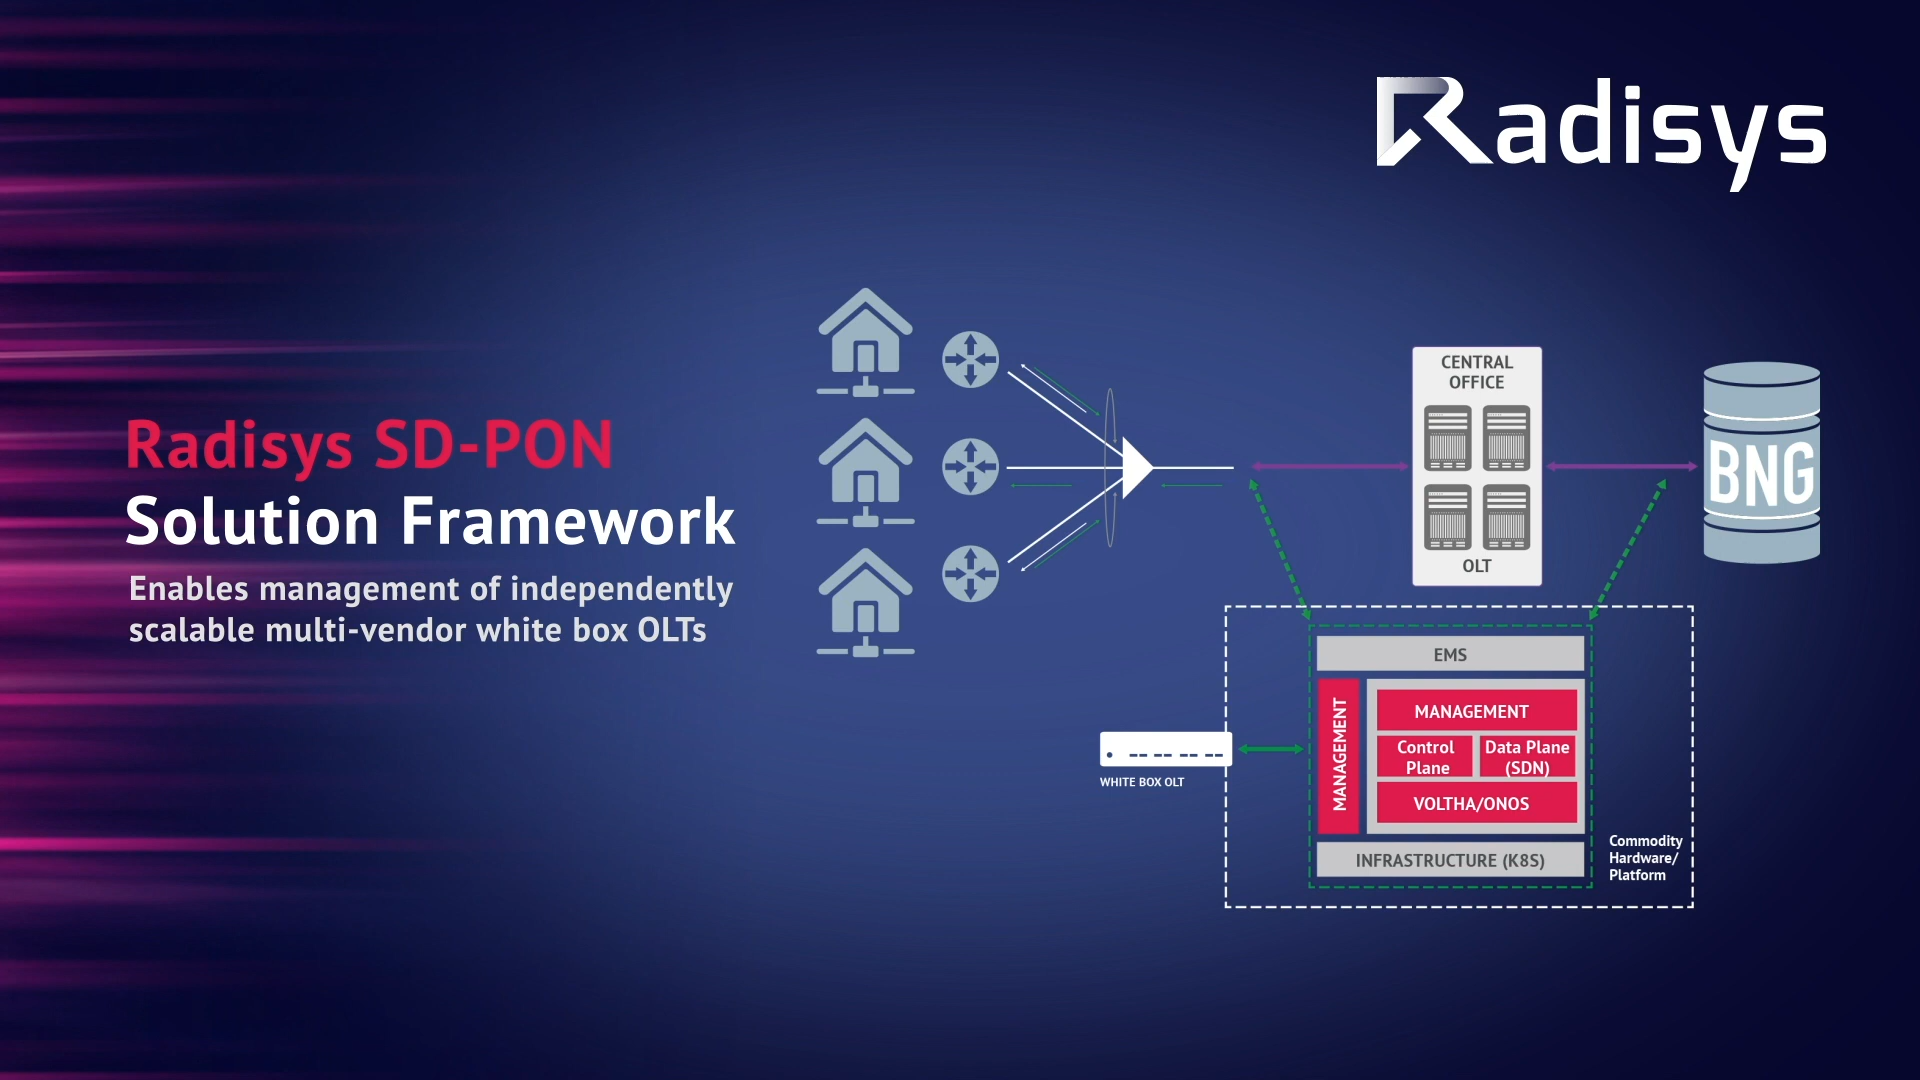 Radisys
Radisys SD-PON
Solution Framework
Enables management of independently
scalable multi-vendor white box OLTs
CENTRAL
OFFICE
OLT
BNG
EMS
MANAGEMENT
MANAGEMENT
Control
Plane
Data Plane
(SDN)
VOLTHA/ONOS
INFRASTRUCTURE (K8S)
WHITE BOX OLT
Commodity
Hardware/
Platform